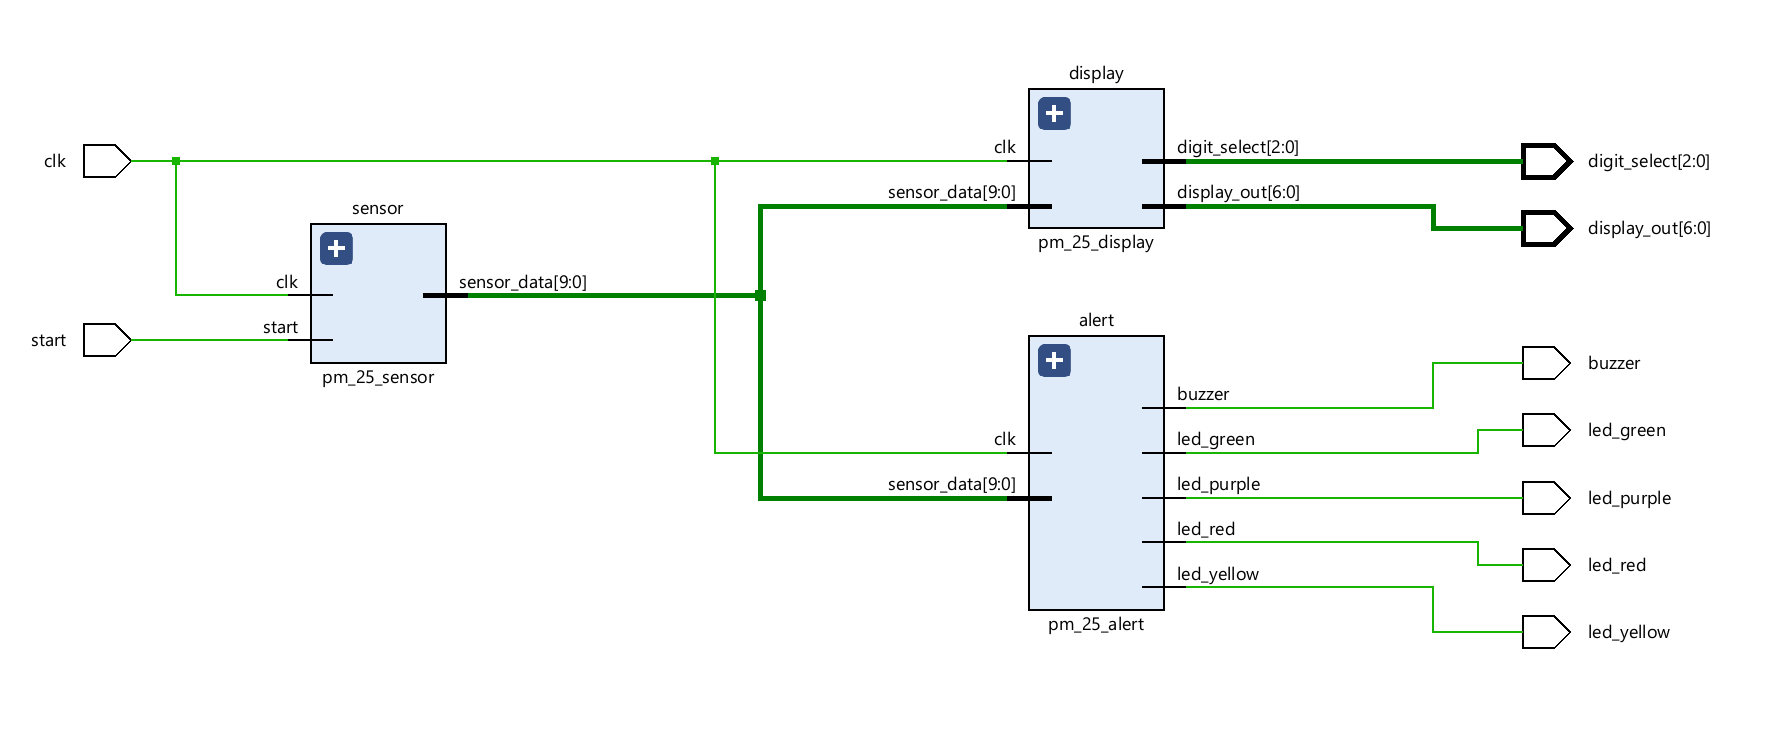 clk
start
sensor
clk
start
sensor_data[9:0]
pm_25_sensor
display
clk
sensor_data[9:0]
digit_select[2:0]
display_out[6:0]
pm_25_display
alert
clk
sensor_data[9:0]
buzzer
led_green
led_purple
led_red
led_yellow
pm_25_alert
digit_select[2:0]
display_out[6:0]
buzzer
led_green
led_purple
led_red
led_yellow